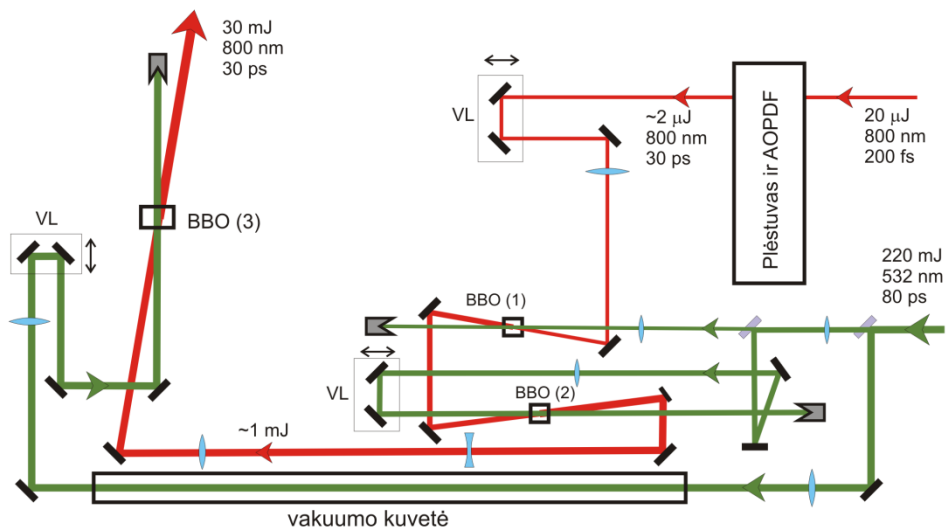 30 mJ
800 nm
30 ps
VL
~2 μJ
800 nm
30 ps
Plėstuvas ir AOPDF
20 μJ
800 nm
200 fs
VL
BBO (3)
220 mJ
532 nm
80 ps
BBO (1)
VL
BBO (2)
~1 mJ
vakuumo kuvetė